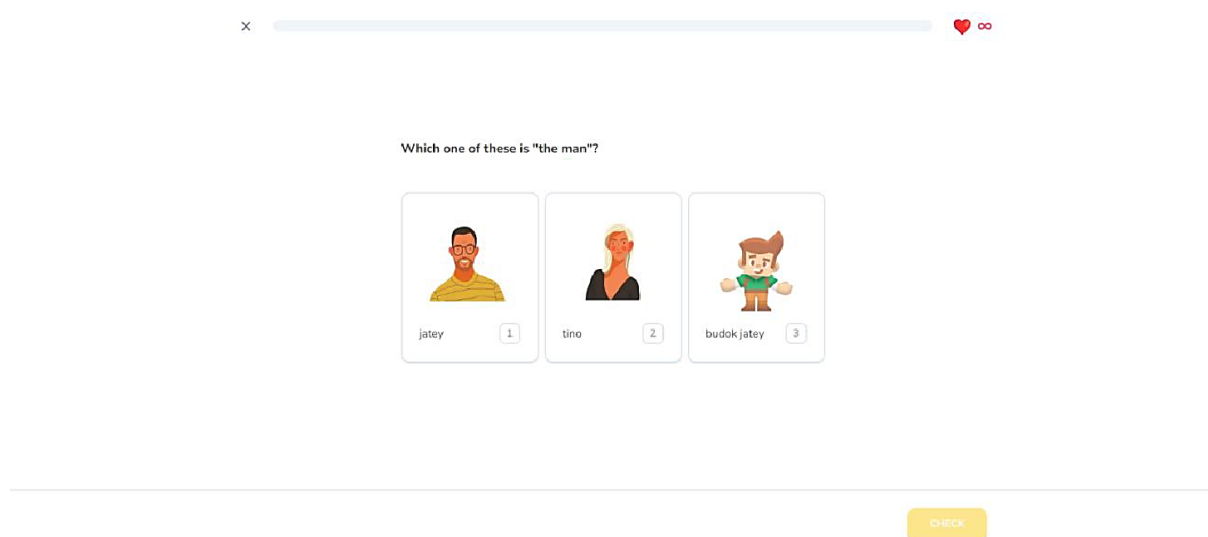 Which one of these is "the man"?
jatey 1
tino 2
budok jatey 3
CHECK